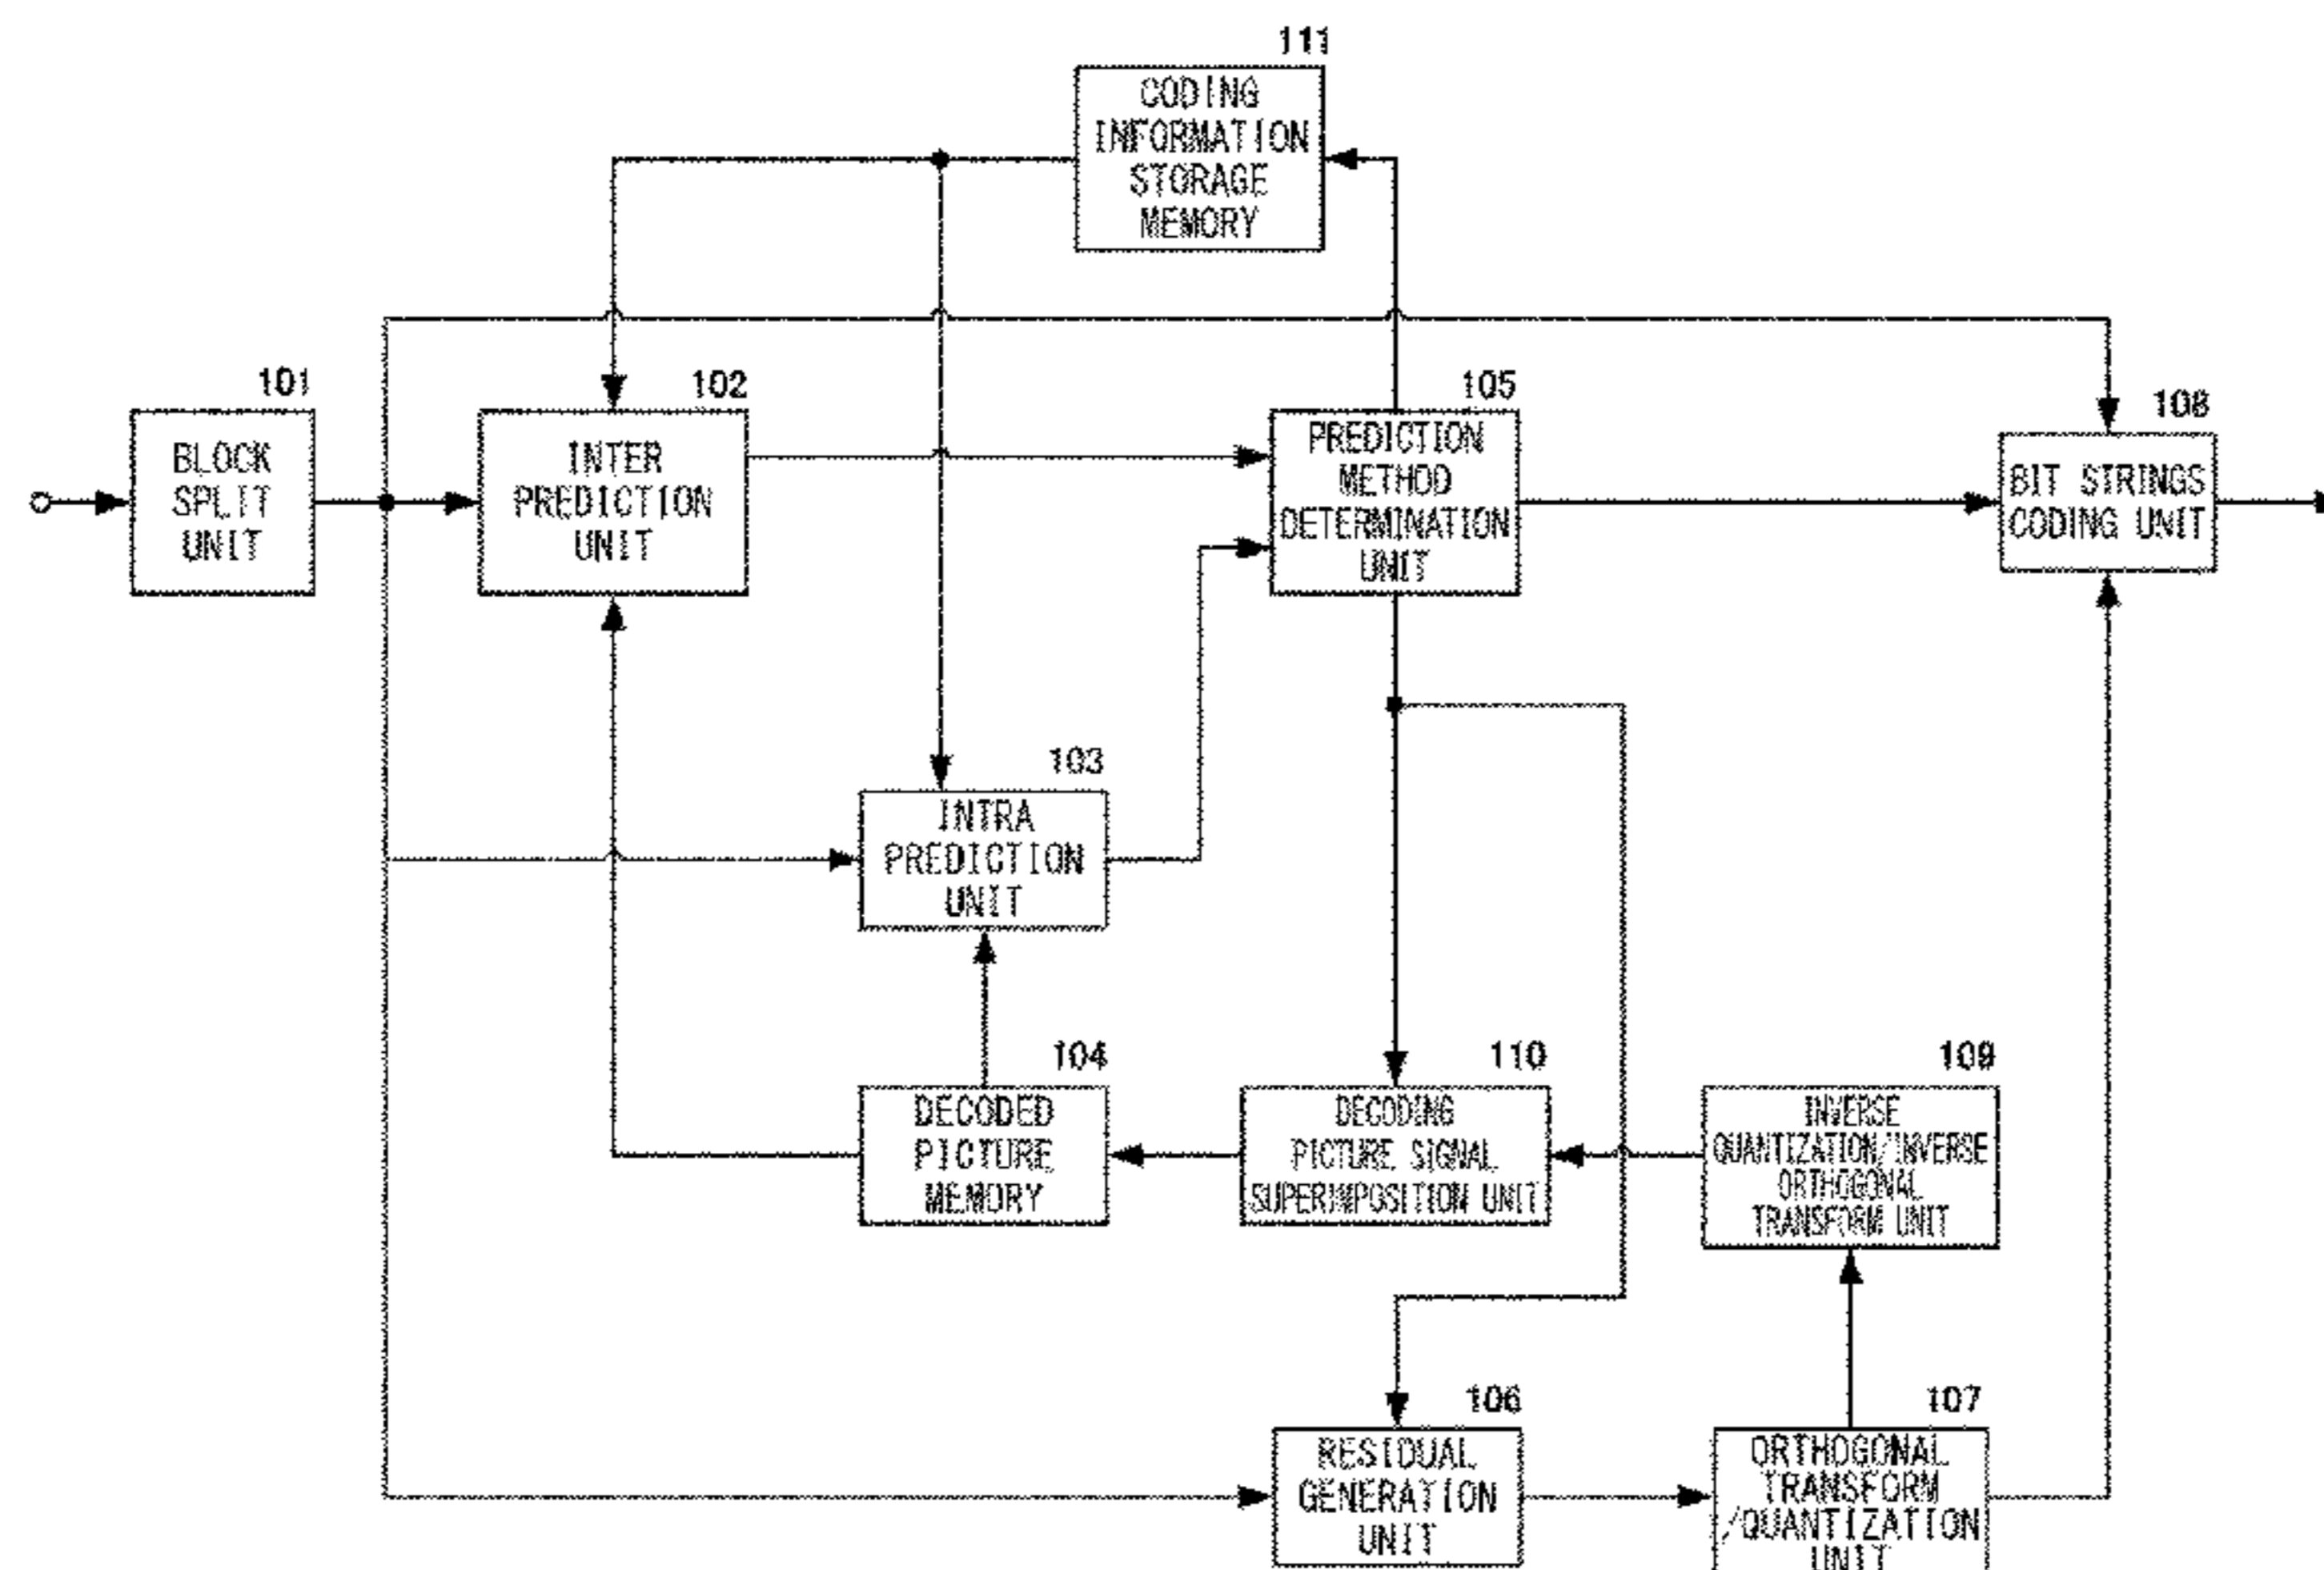 111
CODING
INFORMATION
STORAGE
MEMORY
101
BLOCK
SPLIT
UNIT
102
INTER
PREDICTION
UNIT
105
PREDICTION
METHOD
DETERMINATION
UNIT
108
BIT STRINGS
CODING UNIT
103
INTRA
PREDICTION
UNIT
104
DECODED
PICTURE
MEMORY
110
DECODING
PICTURE SIGNAL
SUPERIMPOSITION UNIT
109
INVERSE
QUANTIZATION/INVERSE
ORTHOGONAL
TRANSFORM UNIT
106
RESIDUAL
GENERATION
UNIT
107
ORTHOGONAL
TRANSFORM
/QUANTIZATION
UNIT